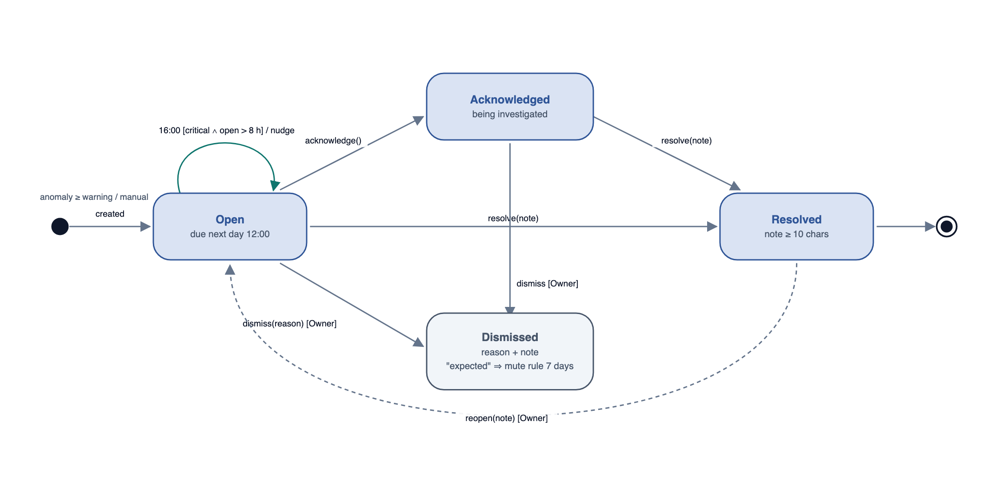 Acknowledged
being investigated
16:00 [critical ∧ open > 8 h] / nudge
acknowledge()
resolve(note)
anomaly ≥ warning / manual
created
Open
due next day 12:00
resolve(note)
Resolved
note ≥ 10 chars
dismiss [Owner]
dismiss(reason) [Owner]
Dismissed
reason + note
"expected" ⇒ mute rule 7 days
reopen(note) [Owner]